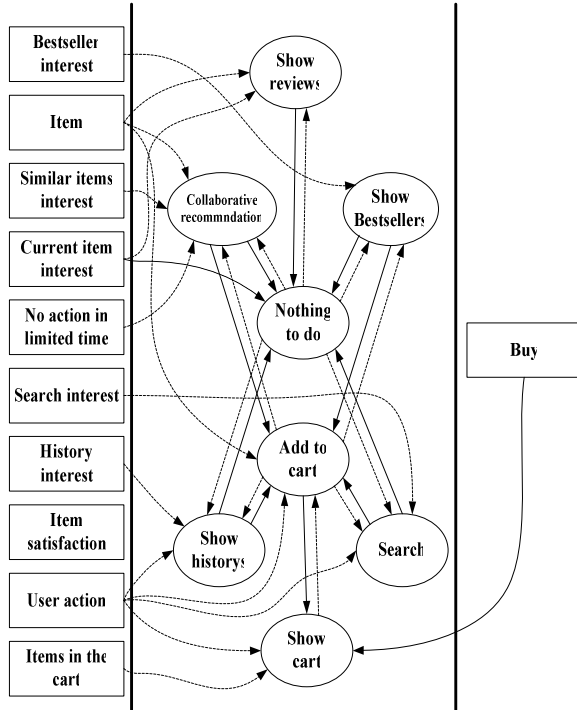 Bestseller
interest
Item
Similar items
interest
Current item
interest
No action in
limited time
Search interest
History
interest
Item
satisfaction
User action
Items in the
cart
Show
reviews
Collaborative
recommndation
Show
Bestsellers
Nothing
to do
Add to
cart
Show
historys
Search
Show
cart
Buy